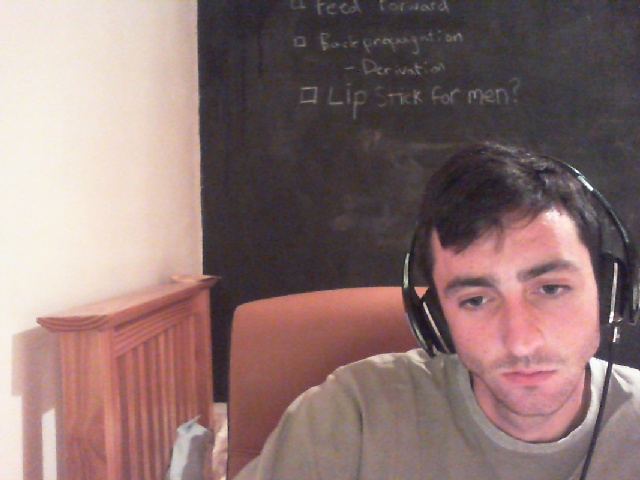 Feed forward
Backpropagation
- Derivation
Lip Stick for men?